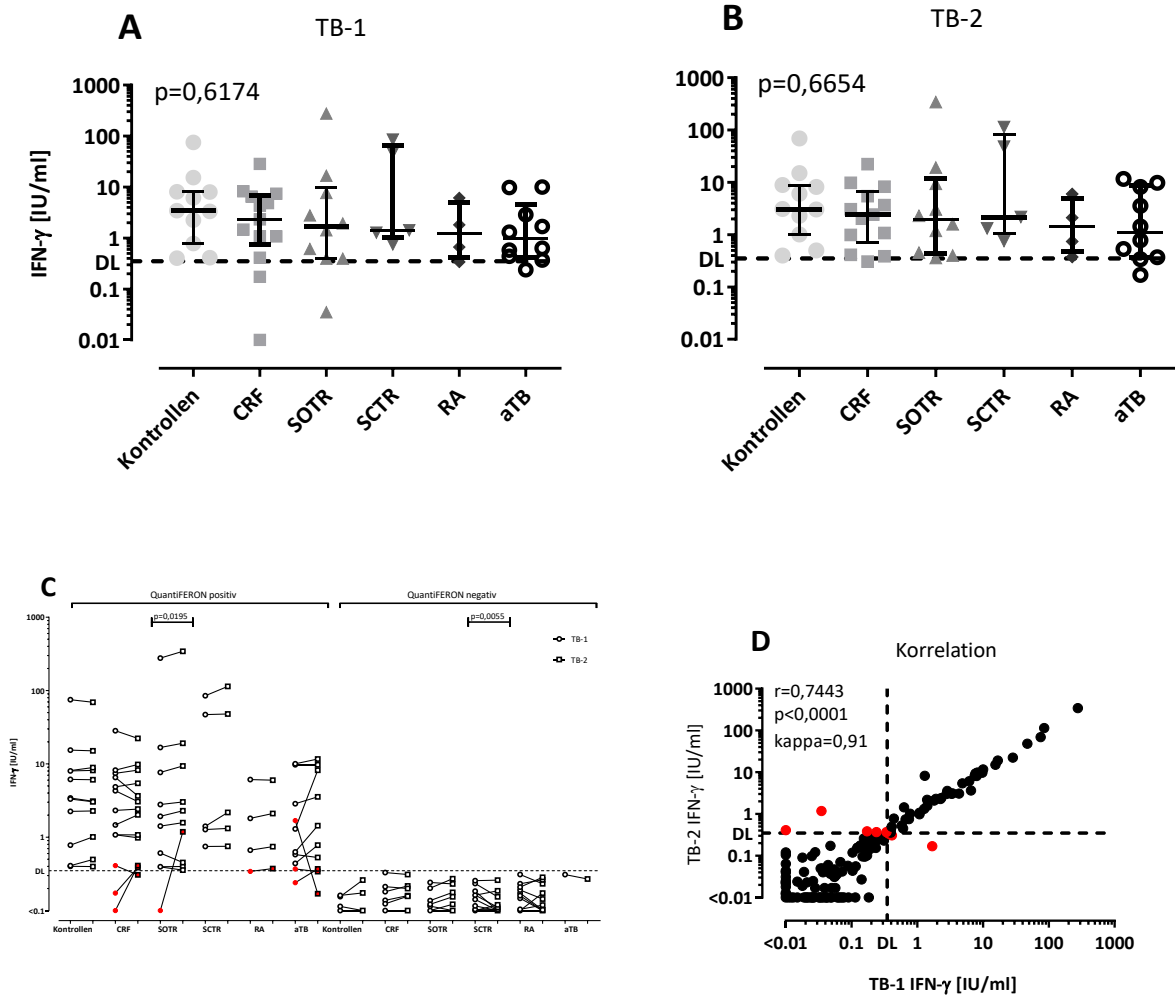 A
TB-1
p=0,6174
IFN-γ [IU/ml]
1000
100
10
1
DL
0.1
0.01
Kontrollen
CRF
SOTR
SCTR
RA
aTB
B
TB-2
p=0,6654
1000
100
10
1
DL
0.1
0.01
Kontrollen
CRF
SOTR
SCTR
RA
aTB
C
QuantiFERON positiv
QuantiFERON negativ
p=0,0195
p=0,0055
TB-1
TB-2
IFN-γ [IU/ml]
1000
100
10
1
DL
<0.1
Kontrollen CRF SOTR SCTR RA aTB Kontrollen CRF SOTR SCTR RA aTB
D
Korrelation
r=0,7443
p<0,0001
kappa=0,91
TB-2 IFN-γ [IU/ml]
1000
100
10
1
DL
0.1
<0.01
<0.01 0.1 DL 1 10 100 1000
TB-1 IFN-γ [IU/ml]